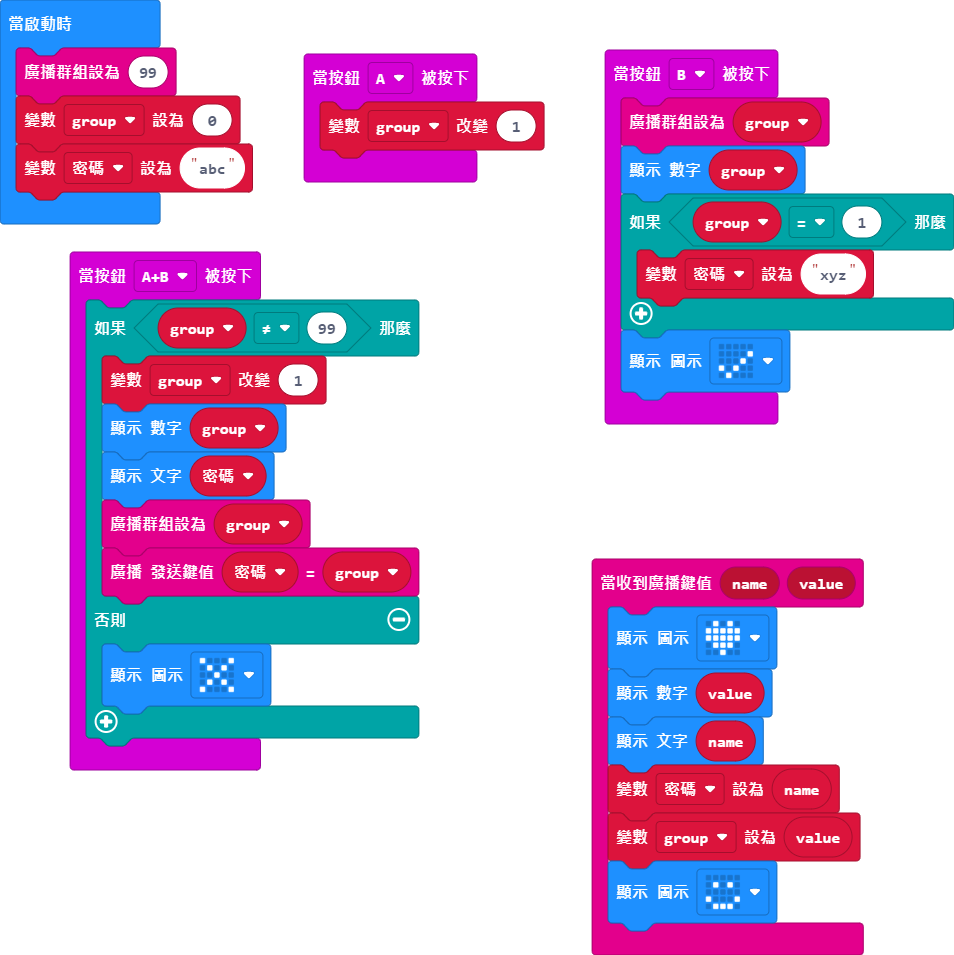 當啟動時
廣播群組設為 99
變數 group 設為 0
變數 密碼 設為 "abc"
當按鈕 A 被按下
變數 group 改變 1
當按鈕 B 被按下
廣播群組設為 group
顯示 數字 group
如果 group = 1 那麼
變數 密碼 設為 "xyz"
顯示 圖示
當按鈕 A+B 被按下
如果 group ≠ 99 那麼
變數 group 改變 1
顯示 數字 group
顯示 文字 密碼
廣播群組設為 group
廣播 發送鍵值 密碼 = group
否則
顯示 圖示
當收到廣播鍵值 name value
顯示 圖示
顯示 數字 value
顯示 文字 name
變數 密碼 設為 name
變數 group 設為 value
顯示 圖示